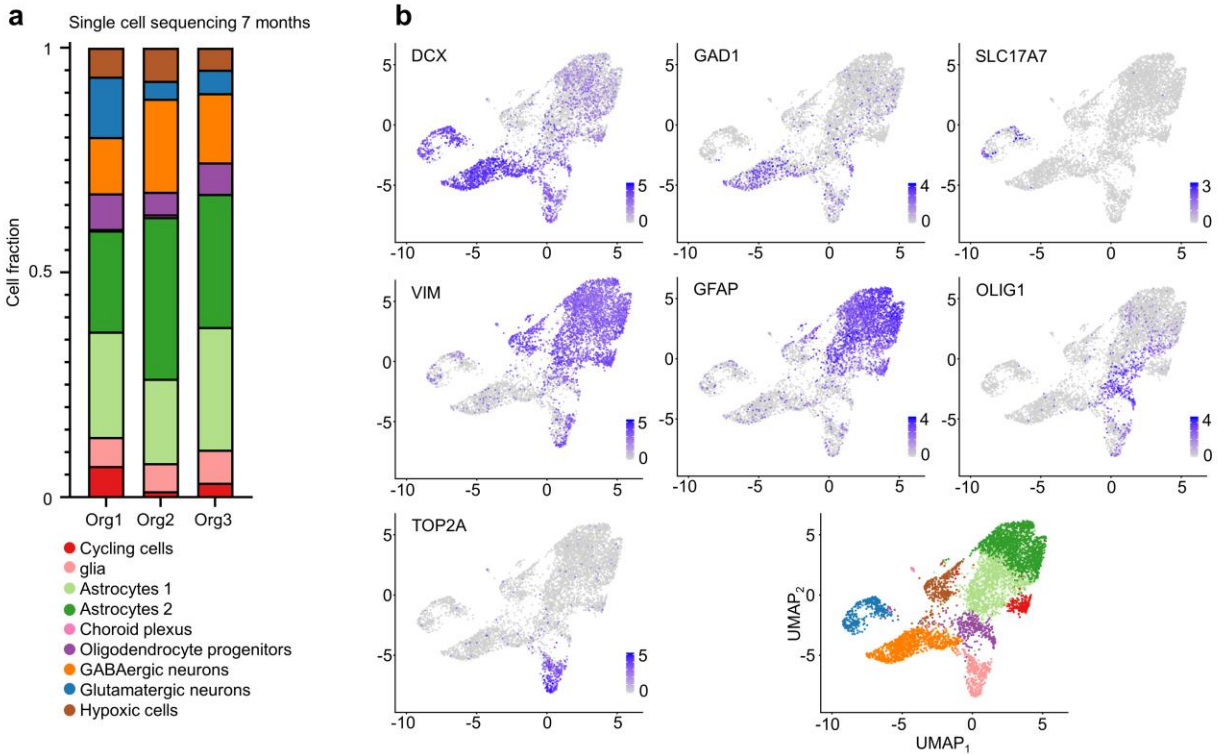 a
Single cell sequencing 7 months
1
0.5
0
Cell fraction
Org1 Org2 Org3
Cycling cells
glia
Astrocytes 1
Astrocytes 2
Choroid plexus
Oligodendrocyte progenitors
GABAergic neurons
Glutamatergic neurons
Hypoxic cells
b
DCX
5
0
-5
5
0
-10 -5 0 5
GAD1
5
0
-5
4
0
-10 -5 0 5
SLC17A7
5
0
-5
3
0
-10 -5 0 5
VIM
5
0
-5
5
0
-10 -5 0 5
GFAP
5
0
-5
4
0
-10 -5 0 5
OLIG1
5
0
-5
4
0
-10 -5 0 5
TOP2A
5
0
-5
5
0
-10 -5 0 5
UMAP2
5
0
-5
-10 -5 0 5
UMAP1